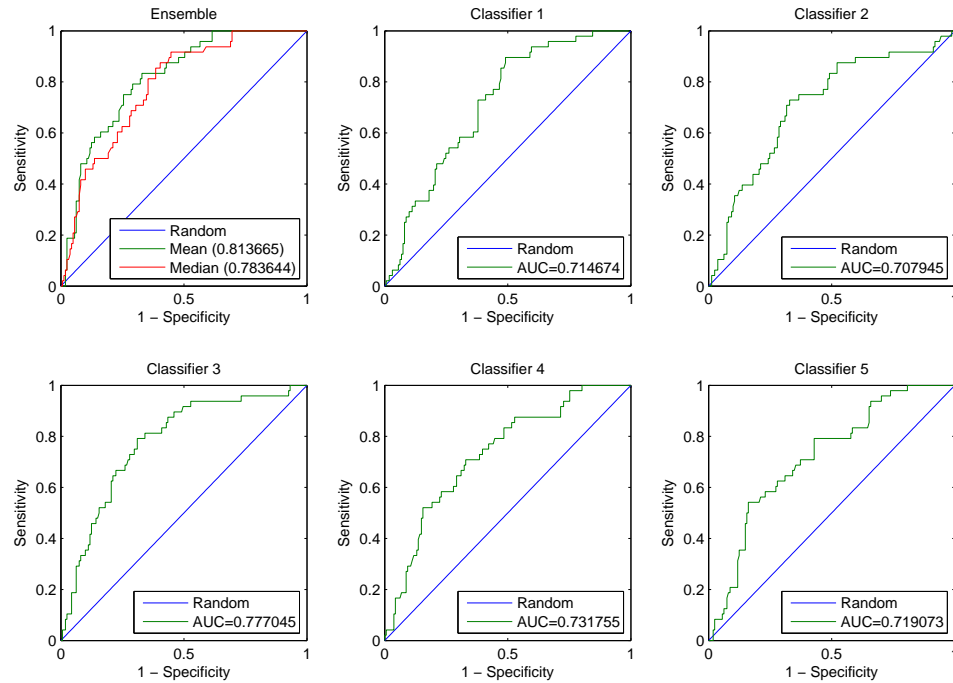 Ensemble
1
0.8
0.6
0.4
0.2
0
Sensitivity
Random
Mean (0.813665)
Median (0.783644)
0
0.5
1
1 − Specificity
Classifier 1
1
0.8
0.6
0.4
0.2
0
Sensitivity
Random
AUC=0.714674
0
0.5
1
1 − Specificity
Classifier 2
1
0.8
0.6
0.4
0.2
0
Sensitivity
Random
AUC=0.707945
0
0.5
1
1 − Specificity
Classifier 3
1
0.8
0.6
0.4
0.2
0
Sensitivity
Random
AUC=0.777045
0
0.5
1
1 − Specificity
Classifier 4
1
0.8
0.6
0.4
0.2
0
Sensitivity
Random
AUC=0.731755
0
0.5
1
1 − Specificity
Classifier 5
1
0.8
0.6
0.4
0.2
0
Sensitivity
Random
AUC=0.719073
0
0.5
1
1 − Specificity